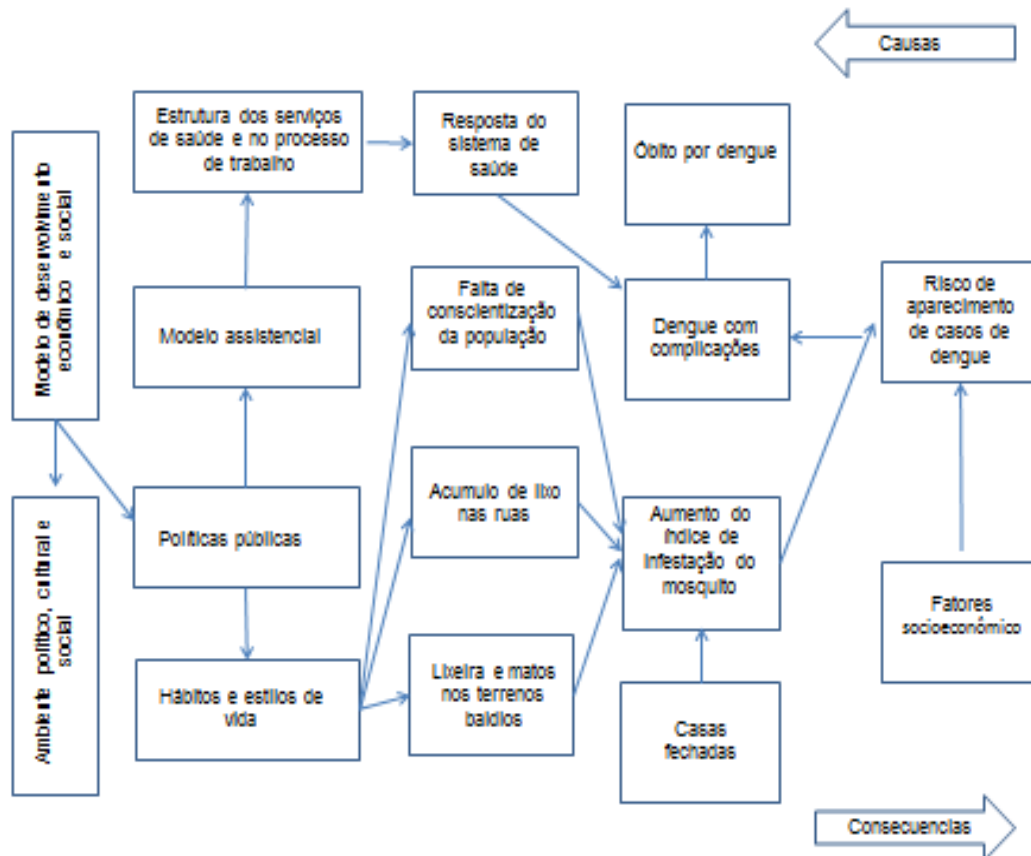 Causas
Estrutura dos serviços
de saúde e no processo
de trabalho
Resposta do
sistema de
saúde
Óbito por dengue
Modelo de desenvolvimento
econômico e social
Modelo assistencial
Falta de
conscientização
da população
Dengue com
complicações
Risco de
aparecimento
de casos de
dengue
Ambiente político, cultural e
social
Políticas públicas
Acumulo de lixo
nas ruas
Aumento do
índice de
infestação do
mosquito
Fatores
socioeconômico
Hábitos e estilos de
vida
Lixeira e matos
nos terrenos
baldios
Casas
fechadas
Consecuencias